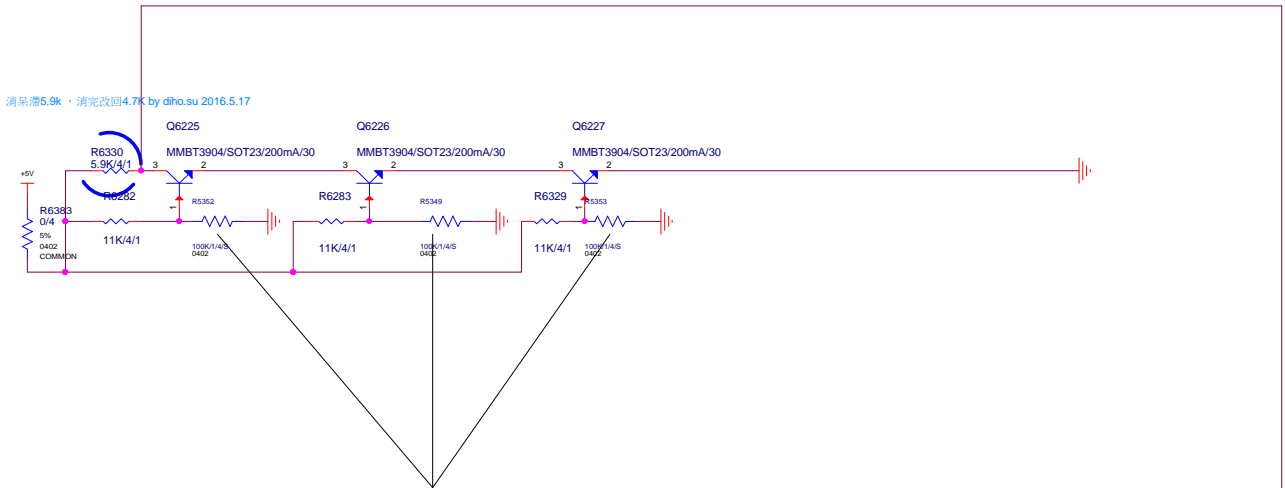 消呆滯5.9k ，消完改回4.7K by diho.su 2016.5.17
Q6225
Q6226
Q6227
R6330
5.9K/4/1
MMBT3904/SOT23/200mA/30
MMBT3904/SOT23/200mA/30
MMBT3904/SOT23/200mA/30
3
2
3
2
3
2
+5V
R6282
R5352
R6283
R5349
R6329
R5353
1
1
1
R6383
0/4
5%
0402
COMMON
11K/4/1
100K/1/4/S
0402
11K/4/1
100K/1/4/S
0402
11K/4/1
100K/1/4/S
0402